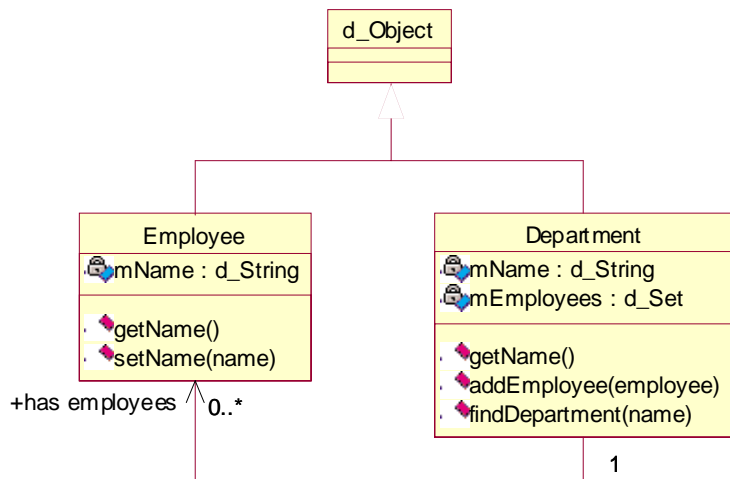 d_Object
Employee
mName : d_String
getName()
setName(name)
Department
mName : d_String
mEmployees : d_Set
getName()
addEmployee(employee)
findDepartment(name)
+has employees
0..*
1